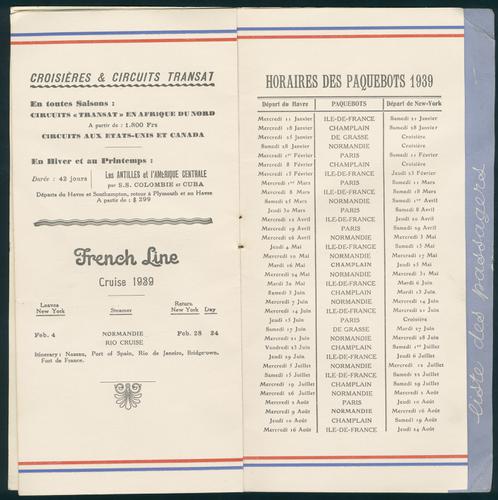 CROISIÈRES & CIRCUITS TRANSAT
En toutes Saisons :
CIRCUITS « TRANSAT » EN AFRIQUE DU NORD
A partir de : 1.800 Frs
CIRCUITS AUX ETATS-UNIS ET CANADA
En Hiver et au Printemps :
Durée : 42 jours
Les ANTILLES et l'AMÉRIQUE CENTRALE
par S.S. COLOMBIE et CUBA
Départs du Havre et Southampton, retour à Plymouth et au Havre
A partir de : $ 299
French Line
Cruise 1939
Leaves New York Steamer Return New York Day
Feb. 4 NORMANDIE Feb. 28 24
RIO CRUISE
Itinerary: Nassau, Port of Spain, Rio de Janeiro, Bridgetown,
Fort de France.
HORAIRES DES PAQUEBOTS 1939
Départ du Havre PAQUEBOTS Départ de New-York
Mercredi 11 Janvier ILE-DE-FRANCE Samedi 21 Janvier
Mercredi 18 Janvier CHAMPLAIN Samedi 28 Janvier
Mercredi 25 Janvier DE GRASSE Croisière
Samedi 28 Janvier NORMANDIE Croisière
Mercredi 1er Février PARIS Samedi 11 Février
Mercredi 8 Février CHAMPLAIN Croisière
ILE-DE-FRANCE Jeudi 23 Février
Mercredi 1er Mars PARIS Samedi 11 Mars
Mercredi 8 Mars ILE-DE-FRANCE Samedi 18 Mars
Samedi 25 Mars NORMANDIE Samedi 1er Avril
Jeudi 30 Mars PARIS Samedi 8 Avril
Mercredi 12 Avril ILE-DE-FRANCE Jeudi 20 Avril
Mercredi 19 Avril PARIS Samedi 29 Avril
Mercredi 26 Avril NORMANDIE Mercredi 3 Mai
Jeudi 4 Mai ILE-DE-FRANCE Samedi 13 Mai
Mercredi 10 Mai NORMANDIE Mercredi 17 Mai
Mai CHAMPLAIN Jeudi 25 Mai
Mercredi 24 Mai NORMANDIE Mercredi 31 Mai
Mardi 30 Mai ILE-DE-FRANCE Mardi 6 Juin
Samedi 3 Juin CHAMPLAIN Mardi 13 Juin
Mercredi 7 Juin NORMANDIE Mercredi 14 Juin
Mercredi 14 Juin ILE-DE-FRANCE Juin
Jeudi 15 Juin PARIS Croisière
Samedi 17 Juin DE GRASSE Mardi 27 Juin
Mercredi 21 Juin NORMANDIE Mercredi 28 Juin
Vendredi 23 Juin CHAMPLAIN Samedi 1er Juillet
Jeudi 29 Juin ILE-DE-FRANCE Jeudi 6 Juillet
Mercredi 5 Juillet NORMANDIE Mercredi 12 Juillet
Samedi 15 Juillet ILE-DE-FRANCE Samedi Juillet
Mercredi 19 Juillet CHAMPLAIN Samedi 29 Juillet
Mercredi 26 Juillet NORMANDIE Mercredi 2 Août
Mercredi 2 Août PARIS Jeudi 10 Août
Mercredi 9 Août NORMANDIE Mercredi 16 Août
Jeudi 10 Août CHAMPLAIN Samedi 19 Août
Mercredi 16 Août ILE-DE-FRANCE Jeudi 24 Août
liste des passagers